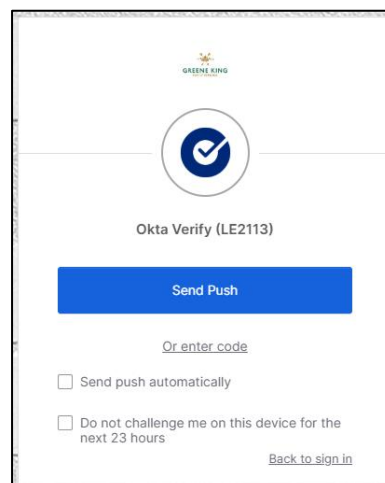 GREENE KING
Okta Verify (LE2113)
Send Push
Or enter code
Send push automatically
Do not challenge me on this device for the
next 23 hours
Back to sign in